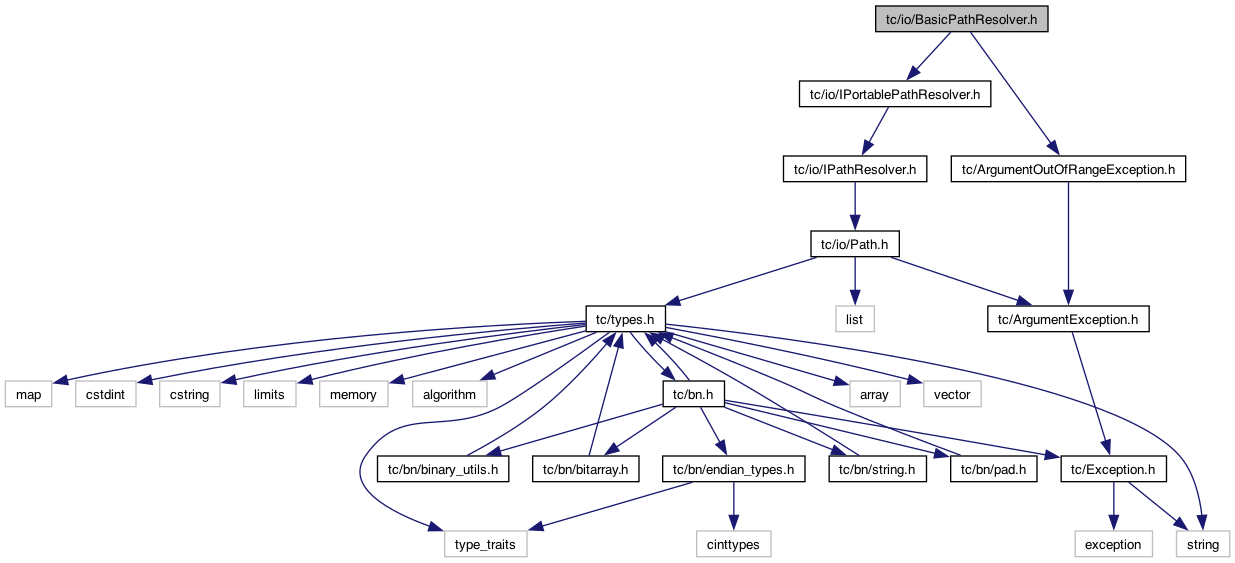 tc/io/BasicPathResolver.h
tc/io/IPortablePathResolver.h
tc/io/IPathResolver.h
tc/ArgumentOutOfRangeException.h
tc/io/Path.h
tc/types.h
list
tc/ArgumentException.h
map
cstdint
cstring
limits
memory
algorithm
tc/bn.h
array
vector
tc/bn/binary_utils.h
tc/bn/bitarray.h
tc/bn/endian_types.h
tc/bn/string.h
tc/bn/pad.h
tc/Exception.h
type_traits
cinttypes
exception
string